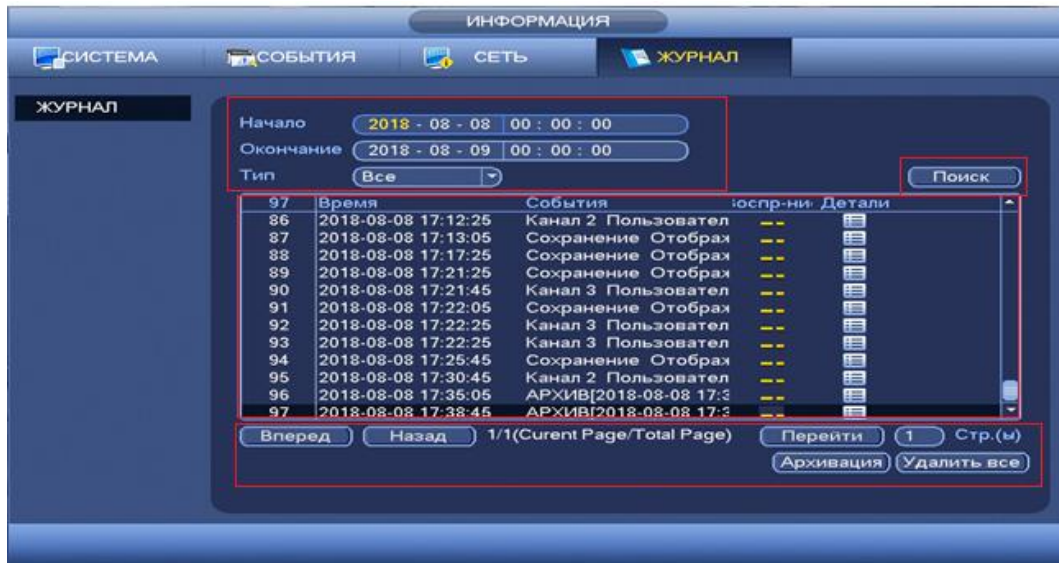 ИНФОРМАЦИЯ
СИСТЕМА СОБЫТИЯ СЕТЬ ЖУРНАЛ
ЖУРНАЛ
Начало 2018 - 08 - 08 00 : 00 : 00
Окончание 2018 - 08 - 09 00 : 00 : 00
Тип Все
Поиск
97 Время События воспр-ни Детали
86 2018-08-08 17:12:25 Канал 2 Пользовател
87 2018-08-08 17:13:05 Сохранение Отображ
88 2018-08-08 17:17:25 Сохранение Отображ
89 2018-08-08 17:21:25 Сохранение Отображ
90 2018-08-08 17:21:45 Канал 3 Пользовател
91 2018-08-08 17:22:05 Сохранение Отображ
92 2018-08-08 17:22:25 Канал 3 Пользовател
93 2018-08-08 17:22:25 Канал 3 Пользовател
94 2018-08-08 17:25:45 Сохранение Отображ
95 2018-08-08 17:30:45 Канал 2 Пользовател
96 2018-08-08 17:35:05 АРХИВ[2018-08-08 17:3
97 2018-08-08 17:38:45 АРХИВ[2018-08-08 17:3
Вперед Назад 1/1(Curent Page/Total Page) Перейти 1 Стр.(ы)
Архивация Удалить все